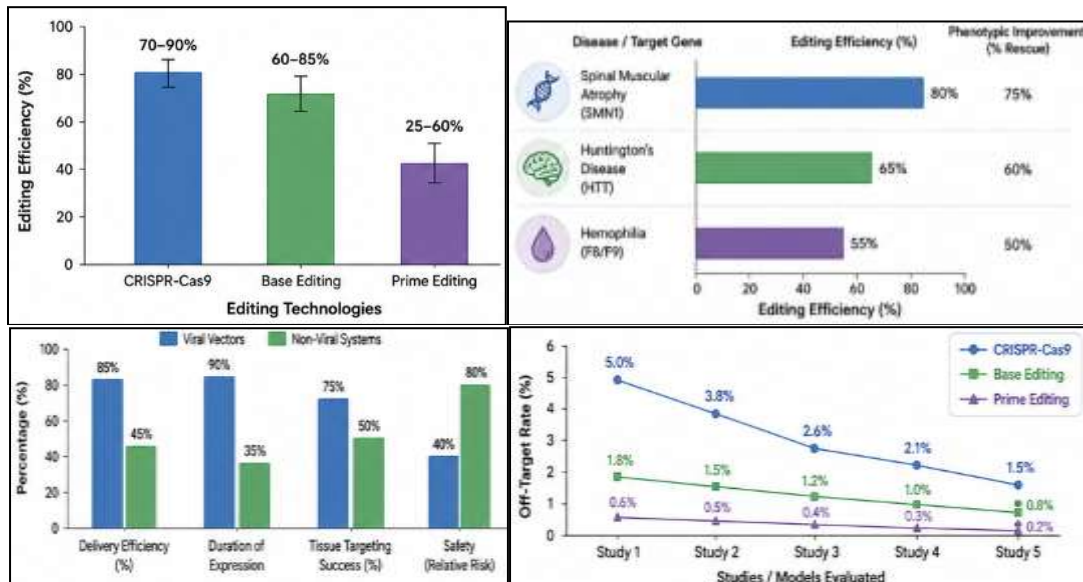 100
80
60
40
20
0
Editing Efficiency (%)
70–90%
60–85%
25–60%
CRISPR-Cas9 Base Editing Prime Editing
Editing Technologies
Disease / Target Gene Editing Efficiency (%) Phenotypic Improvement
(% Rescue)
Spinal Muscular
Atrophy
(SMN1)
80% 75%
Huntington's
Disease
(HTT)
65% 60%
Hemophilia
(F8/F9)
55% 50%
0 20 40 60 80 100
Editing Efficiency (%)
Viral Vectors Non-Viral Systems
100
80
60
40
20
0
Percentage (%)
85% 45% 90% 35% 75% 50% 40% 80%
Delivery Efficiency
(%)
Duration of
Expression
Tissue Targeting
Success (%)
Safety
(Relative Risk)
6
5
4
3
2
1
0
Off-Target Rate (%)
CRISPR-Cas9
Base Editing
Prime Editing
5.0% 3.8% 2.6% 2.1% 1.5%
1.8% 1.5% 1.2% 1.0% 0.8%
0.6% 0.5% 0.4% 0.3% 0.2%
Study 1 Study 2 Study 3 Study 4 Study 5
Studies / Models Evaluated